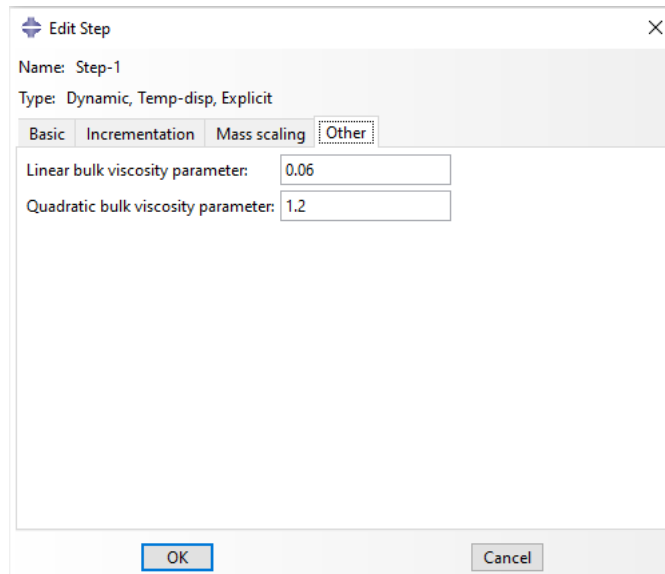 Edit Step
Name: Step-1
Type: Dynamic, Temp-disp, Explicit
Basic Incrementation Mass scaling Other
Linear bulk viscosity parameter: 0.06
Quadratic bulk viscosity parameter: 1.2
OK Cancel